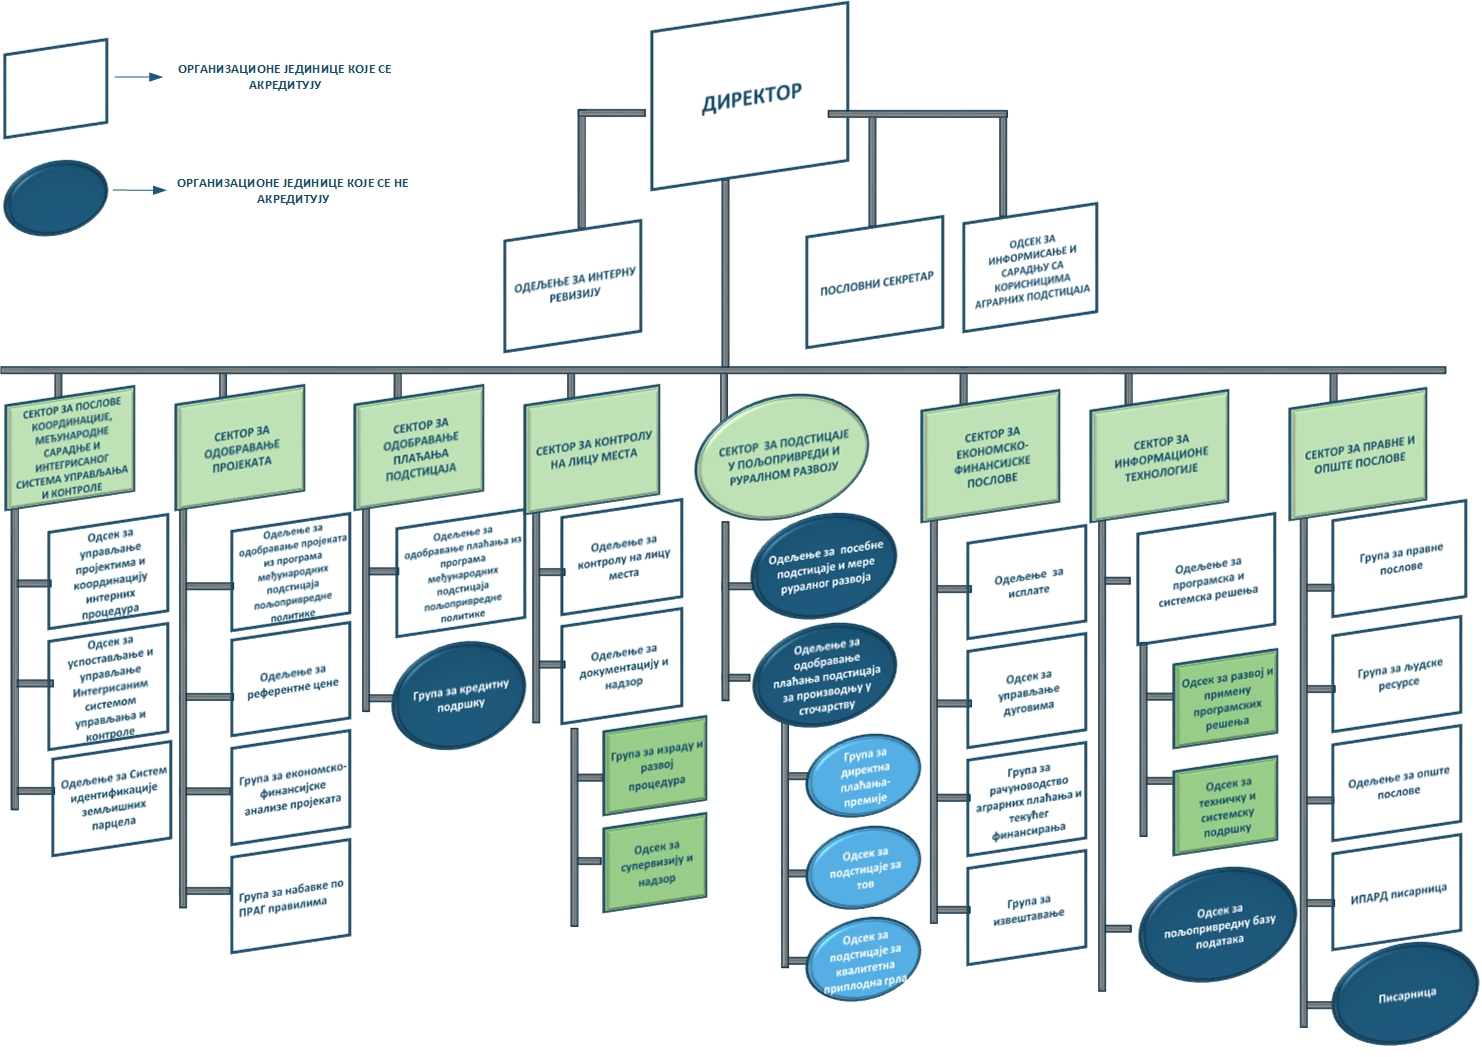 ОРГАНИЗАЦИОНЕ ЈЕДИНИЦЕ КОЈЕ СЕ
АКРЕДИТУЈУ
ОРГАНИЗАЦИОНЕ ЈЕДИНИЦЕ КОЈЕ СЕ НЕ
АКРЕДИТУЈУ
ДИРЕКТОР
ОДЕЉЕЊЕ ЗА ИНТЕРНУ
РЕВИЗИЈУ
ПОСЛОВНИ СЕКРЕТАР
ОДСЕК ЗА
ИНФОРМИСАЊЕ И
САРАДЊУ СА
КОРИСНИЦИМА
АГРАРНИХ ПОДСТИЦАЈА
СЕКТОР ЗА ПОСЛОВЕ
КООРДИНАЦИЈЕ,
МЕЂУНАРОДНЕ
САРАДЊЕ И
ИНТЕГРИСАНОГ
СИСТЕМА УПРАВЉАЊА
И КОНТРОЛЕ
Одсек за
управљање
пројектима и
координацију
интерних
процедура
Одсек за
успостављање и
управљање
Интегрисаним
системом
управљања и
контроле
Одељење за Систем
идентификације
земљишних
парцела
СЕКТОР ЗА
ОДОБРАВАЊЕ
ПРОЈЕКАТА
Одељење за
одобравање пројеката
из програма
међународних
подстицаја
пољопривредне
политике
Одељење за
референтне цене
Група за економско-
финансијске
анализе пројеката
Група за набавке по
ПРАГ правилима
СЕКТОР ЗА
ОДОБРАВАЊЕ
ПЛАЋАЊА
ПОДСТИЦАЈА
Одељење за
одобравање плаћања из
програма
међународних
подстицаја
пољопривредне
политике
Група за кредитну
подршку
СЕКТОР ЗА КОНТРОЛУ
НА ЛИЦУ МЕСТА
Одељење за
контролу на лицу
места
Одељење за
документацију и
надзор
Група за израду и
развој
процедура
Одсек за
супервизију и
надзор
СЕКТОР  ЗА ПОДСТИЦАЈЕ
У ПОЉОПРИВРЕДИ И
РУРАЛНОМ РАЗВОЈУ
Одељење за  посебне
подстицаје и мере
руралног развоја
Одељење за
одобравање
плаћања подстицаја
за производњу у
сточарству
Група за
директна
плаћања-
премије
Одсек за
подстицаје за
тов
Одсек за
подстицаје за
квалитетна
приплодна грла
СЕКТОР ЗА
ЕКОНОМСКО-
ФИНАНСИЈСКЕ
ПОСЛОВЕ
Одељење  за
исплате
Одсек за
управљање
дуговима
Група за
рачуноводство
аграрних плаћања и
текућег
финансирања
Група за
извештавање
СЕКТОР ЗА
ИНФОРМАЦИОНЕ
ТЕХНОЛОГИЈЕ
Одељење за
програмска и
системска решења
Одсек за развој и
примену
програмских
решења
Одсек за
техничку и
системску
подршку
Одсек за
пољопривредну базу
података
СЕКТОР ЗА ПРАВНЕ И
ОПШТЕ ПОСЛОВЕ
Група за правне
послове
Група за људске
ресурсе
Одељење за опште
послове
ИПАРД писарница
Писарница